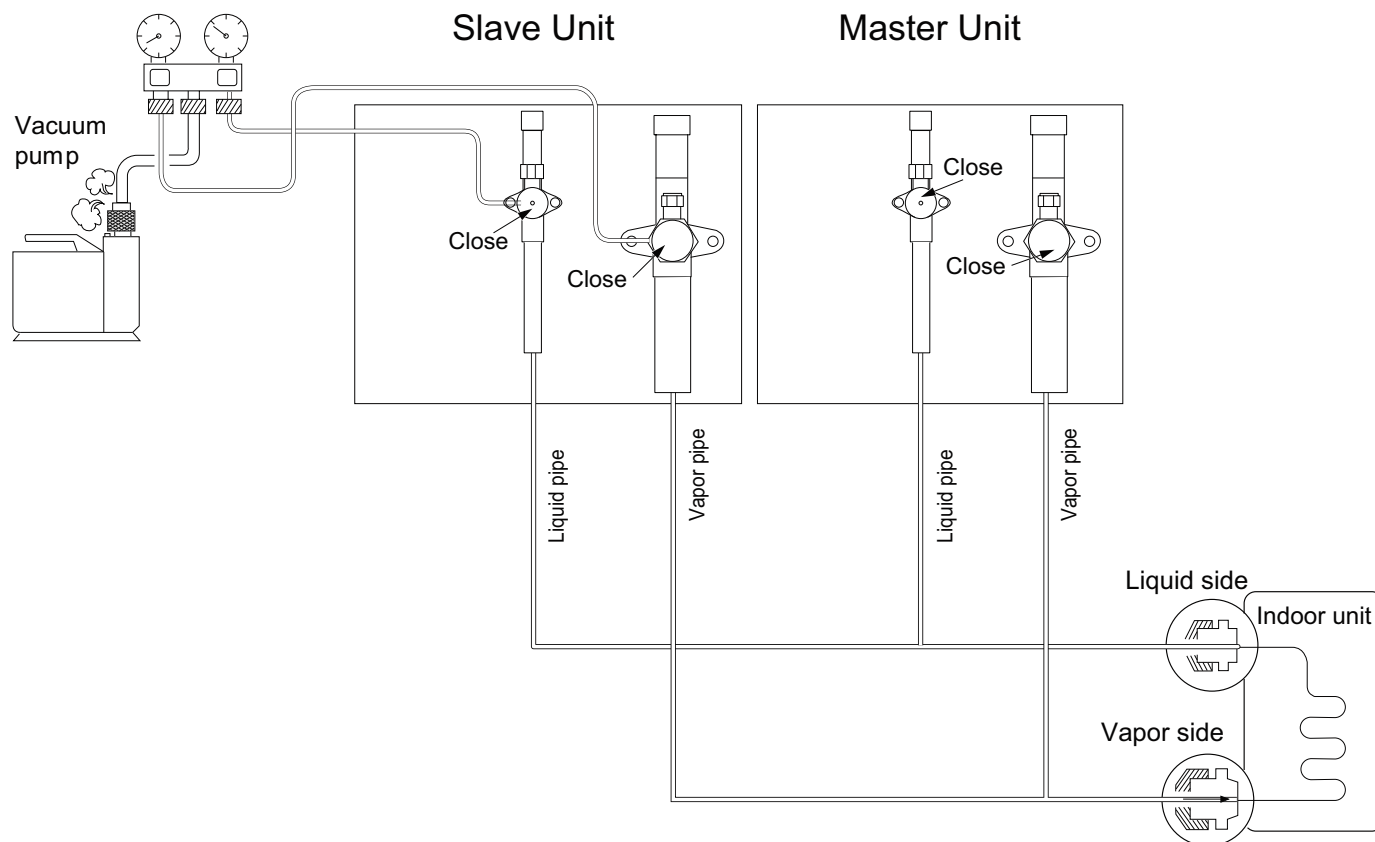 Slave Unit
Master Unit
Vacuum
pump
Close
Close
Close
Close
Liquid pipe
Vapor pipe
Liquid pipe
Vapor pipe
Liquid side
Indoor unit
Vapor side